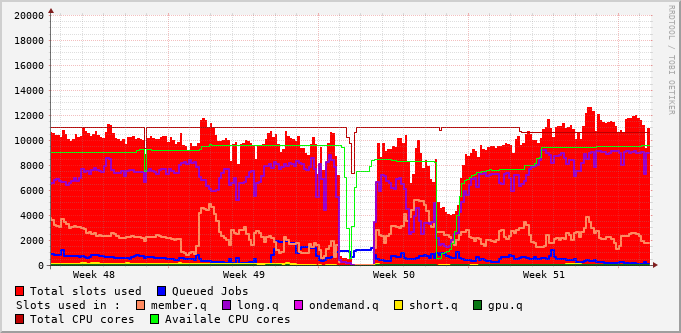 RRDTOOL / TOBI OETIKER
20000
18000
16000
14000
12000
10000
8000
6000
4000
2000
0
Week 48 Week 49 Week 50 Week 51
Total slots used Queued Jobs
Slots used in : member.q long.q ondemand.q short.q gpu.q
Total CPU cores Availale CPU cores